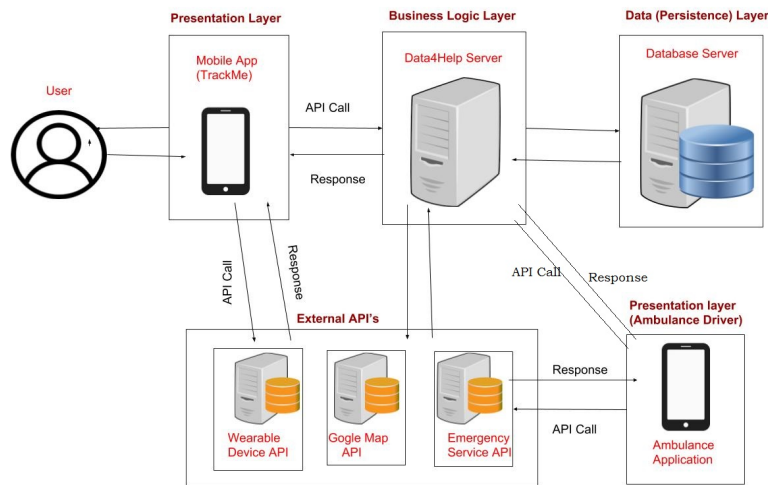 Presentation Layer
Business Logic Layer
Data (Persistence) Layer
User
Mobile App
(TrackMe)
Data4Help Server
Database Server
API Call
Response
API Call
Response
API Call
Response
External API's
Presentation layer
(Ambulance Driver)
Wearable
Device API
Gogle Map
API
Emergency
Service API
Response
API Call
Ambulance
Application